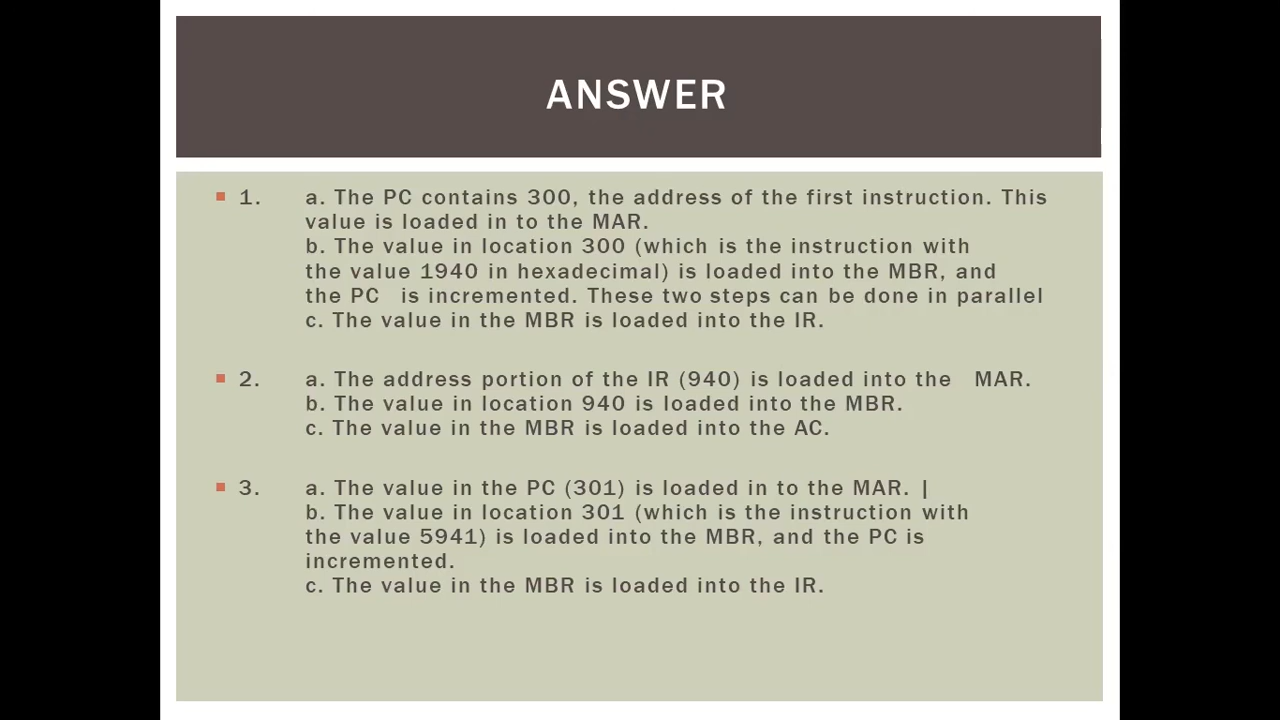 ANSWER
1. a. The PC contains 300, the address of the first instruction. This
value is loaded in to the MAR.
b. The value in location 300 (which is the instruction with
the value 1940 in hexadecimal) is loaded into the MBR, and
the PC is incremented. These two steps can be done in parallel
c. The value in the MBR is loaded into the IR.
2. a. The address portion of the IR (940) is loaded into the MAR.
b. The value in location 940 is loaded into the MBR.
c. The value in the MBR is loaded into the AC.
3. a. The value in the PC (301) is loaded in to the MAR. |
b. The value in location 301 (which is the instruction with
the value 5941) is loaded into the MBR, and the PC is
incremented.
c. The value in the MBR is loaded into the IR.